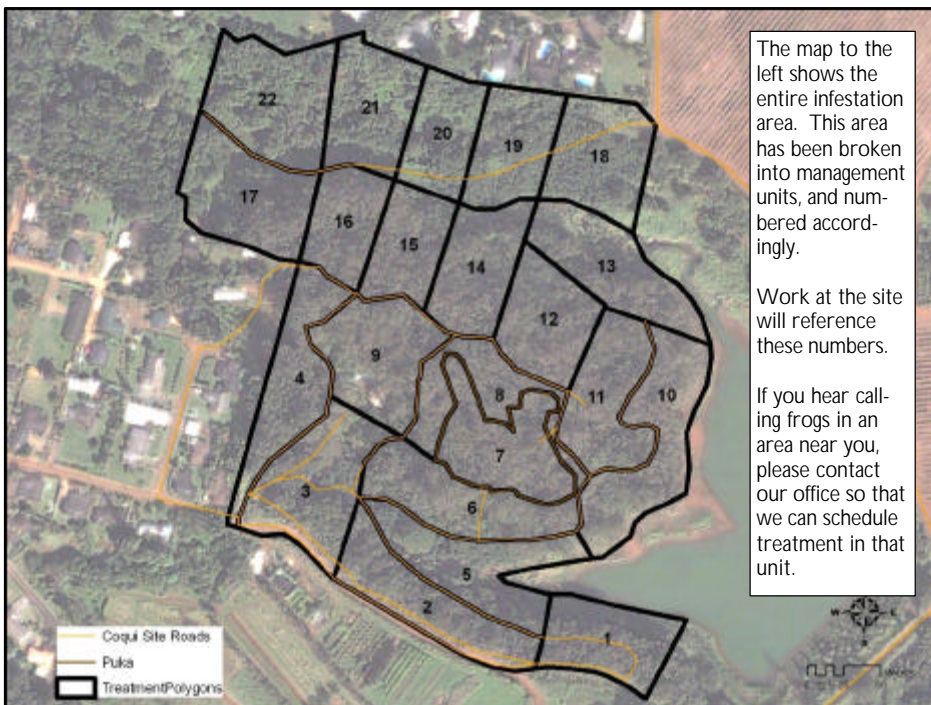 The map to the
left shows the
entire infestation
area. This area
has been broken
into management
units, and num-
bered accord-
ingly.
Work at the site
will reference
these numbers.
If you hear call-
ing frogs in an
area near you,
please contact
our office so that
we can schedule
treatment in that
unit.
22
21
20
19
18
17
16
15
14
13
12
11
10
9
8
7
6
5
4
3
2
1
W
E
Coqui Site Roads
Puka
TreatmentPolygons